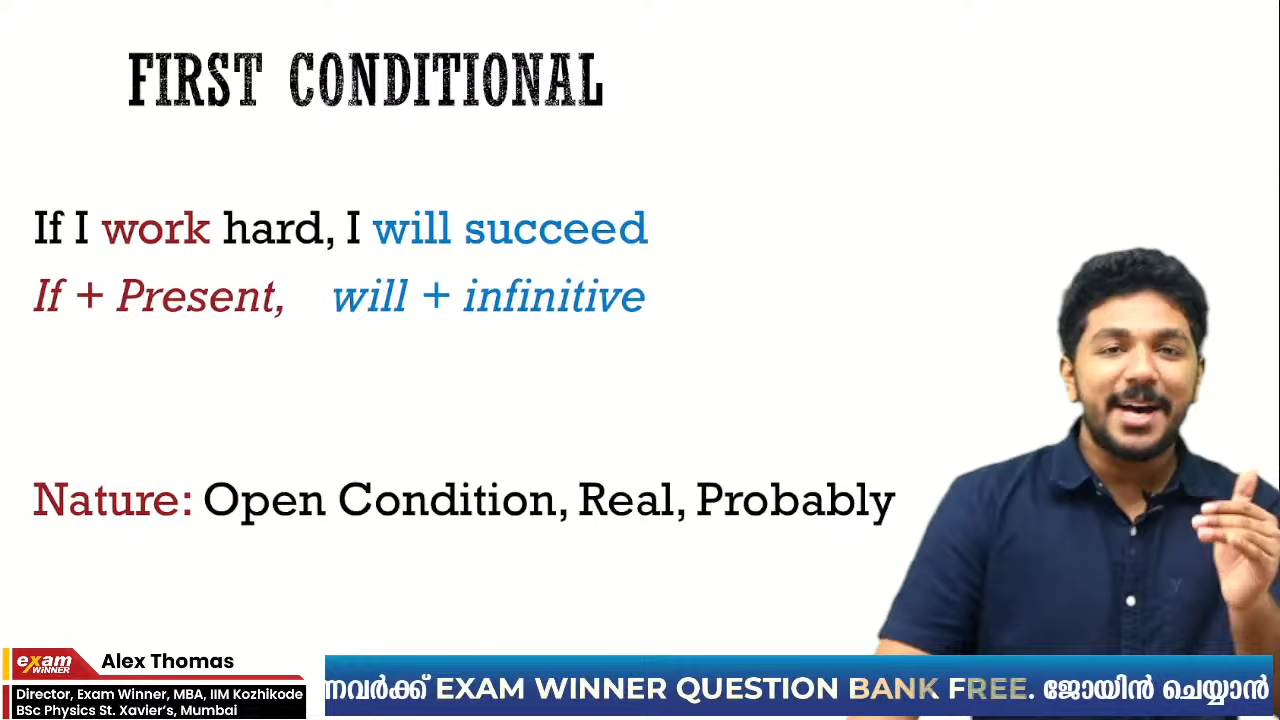 FIRST CONDITIONAL
If I work hard, I will succeed
If + Present, will + infinitive
Nature: Open Condition, Real, Probably
exam WiNNER
Alex Thomas
Director, Exam Winner, MBA, IIM Kozhikode
BSc Physics St. Xavier's, Mumbai
നവർക്ക് EXAM WINNER QUESTION BANK FREE. ജോയിൻ ചെയ്യാൻ